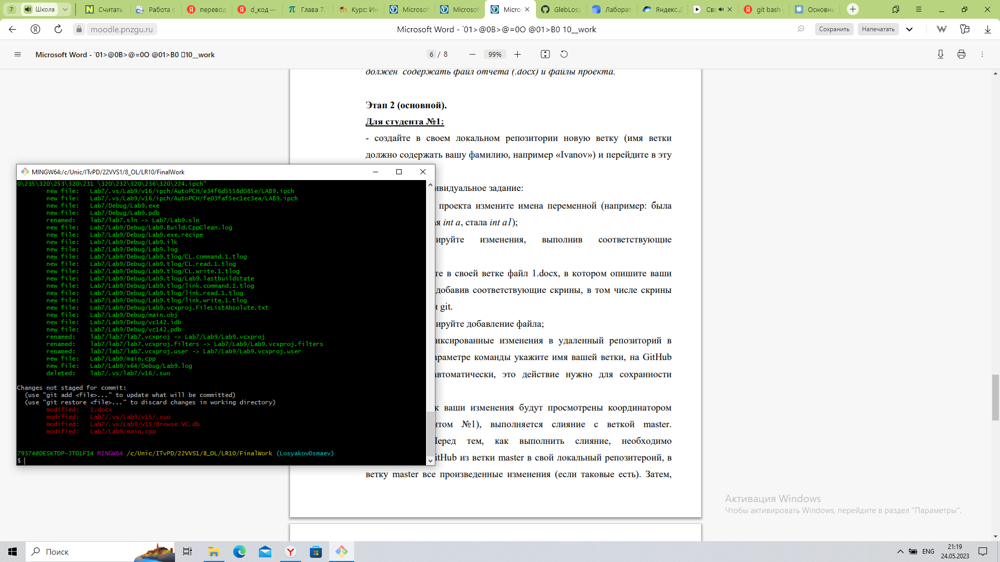 7 Школа Считать Работа с перевод d_код — Глава 7. Курс: Ин Microsof Microsof Micros GlebLosy Лаборат Яндекс.Д Сво git bash Основн
moodle.pnzgu.ru
Microsoft Word - ˙01>@0B>@=0O @01>B0 10__work
Сохранить Напечатать
Microsoft Word - ˙01>@0B>@=0O @01>B0 10__work
6 / 8 99%
должен содержать файл отчета (.docx) и файлы проекта.
Этап 2 (основной).
Для студента №1:
- создайте в своем локальном репозитории новую ветку (имя ветки
должно содержать вашу фамилию, например «Ivanov») и перейдите в эту
ивидуальное задание:
проекта измените имена переменной (например: была
я int a, стала int a1);
ируйте изменения, выполнив соответствующие
те в своей ветке файл 1.docx, в котором опишите ваши
добавив соответствующие скрины, в том числе скрины
и git.
ируйте добавление файла;
иксированные изменения в удаленный репозиторий в
араметре команды укажите имя вашей ветки, на GitHub
автоматически, это действие нужно для сохранности
к ваши изменения будут просмотрены координатором
нтом №1), выполняется слияние с веткой master.
Перед тем, как выполнить слияние, необходимо
itHub из ветки master в свой локальный репозитероий, в
ветку master все произведенные изменения (если таковые есть). Затем,
MINGW64:/c/Unic/ITvPD/22VVS1/8_OL/LR10/FinalWork
0\235\320\253\320\231 \320\232\320\236\320\224.ipch"
new file:   Lab7/.vs/Lab9/v16/ipch/AutoPCH/e34f6d5558d085e/LAB9.ipch
new file:   Lab7/.vs/Lab9/v16/ipch/AutoPCH/fe03faf5ec1ec3ea/LAB9.ipch
new file:   Lab7/Debug/Lab9.exe
new file:   Lab7/Debug/Lab9.pdb
renamed:    lab7/lab7.sln -> Lab7/Lab9.sln
new file:   Lab7/Lab9/Debug/Lab9.Build.CppClean.log
new file:   Lab7/Lab9/Debug/Lab9.exe.recipe
new file:   Lab7/Lab9/Debug/Lab9.ilk
new file:   Lab7/Lab9/Debug/Lab9.log
new file:   Lab7/Lab9/Debug/Lab9.tlog/CL.command.1.tlog
new file:   Lab7/Lab9/Debug/Lab9.tlog/CL.read.1.tlog
new file:   Lab7/Lab9/Debug/Lab9.tlog/CL.write.1.tlog
new file:   Lab7/Lab9/Debug/Lab9.tlog/Lab9.lastbuildstate
new file:   Lab7/Lab9/Debug/Lab9.tlog/link.command.1.tlog
new file:   Lab7/Lab9/Debug/Lab9.tlog/link.read.1.tlog
new file:   Lab7/Lab9/Debug/Lab9.tlog/link.write.1.tlog
new file:   Lab7/Lab9/Debug/Lab9.vcxproj.FileListAbsolute.txt
new file:   Lab7/Lab9/Debug/main.obj
new file:   Lab7/Lab9/Debug/vc142.idb
new file:   Lab7/Lab9/Debug/vc142.pdb
renamed:    lab7/lab7/lab7.vcxproj -> Lab7/Lab9/Lab9.vcxproj
renamed:    lab7/lab7/lab7.vcxproj.filters -> Lab7/Lab9/Lab9.vcxproj.filters
renamed:    lab7/lab7/lab7.vcxproj.user -> Lab7/Lab9/Lab9.vcxproj.user
new file:   Lab7/Lab9/main.cpp
new file:   Lab7/Lab9/x64/Debug/Lab9.log
deleted:    lab7/.vs/lab7/v16/.suo
Changes not staged for commit:
(use "git add <file>..." to update what will be committed)
(use "git restore <file>..." to discard changes in working directory)
modified:   1.docx
modified:   Lab7/.vs/Lab9/v15/.suo
modified:   Lab7/.vs/Lab9/v15/Browse.VC.db
modified:   Lab7/Lab9/main.cpp
79374@DESKTOP-JTO1FI4 MINGW64 /c/Unic/ITvPD/22VVS1/8_OL/LR10/FinalWork (LosyakovOsmaev)
$
Активация Windows
Чтобы активировать Windows, перейдите в раздел "Параметры".
Поиск
ENG
21:19
24.05.2023